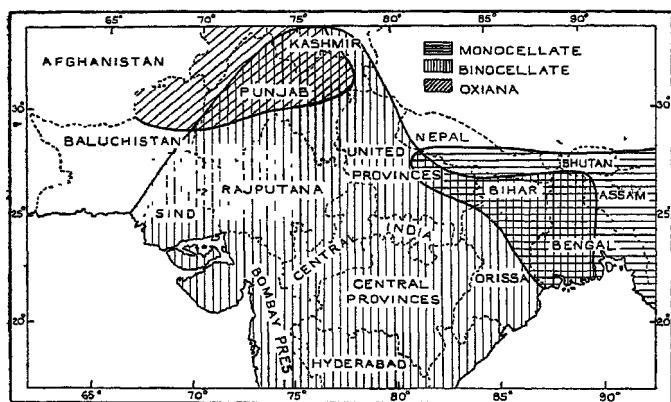 65° 70° 75° 80° 85° 90°
KASHMIR
AFGHANISTAN
MONOCELLATE
BINOCELLATE
OXIANA
PUNJAB
30° 30°
BALUCHISTAN
NEPAL
UNITED
PROVINCES
BHUTAN
RAJPUTANA
BIHAR
ASSAM
25° 25°
SIND
INDIA
CENTRAL
BENGAL
BOMBAY PRES
CENTRAL
PROVINCES
ORISSA
20° 20°
HYDERABAD
65° 70° 75° 80° 85° 90°